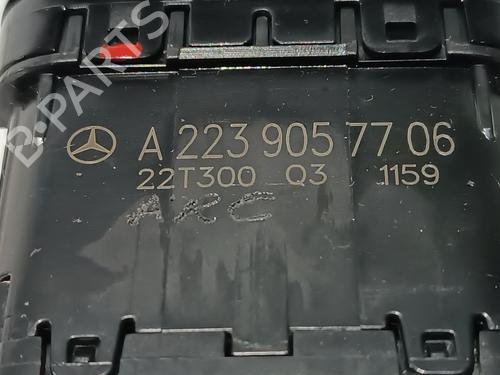 B-PARTS
A 223 905 77 06
22T300 Q3 1159
ARC